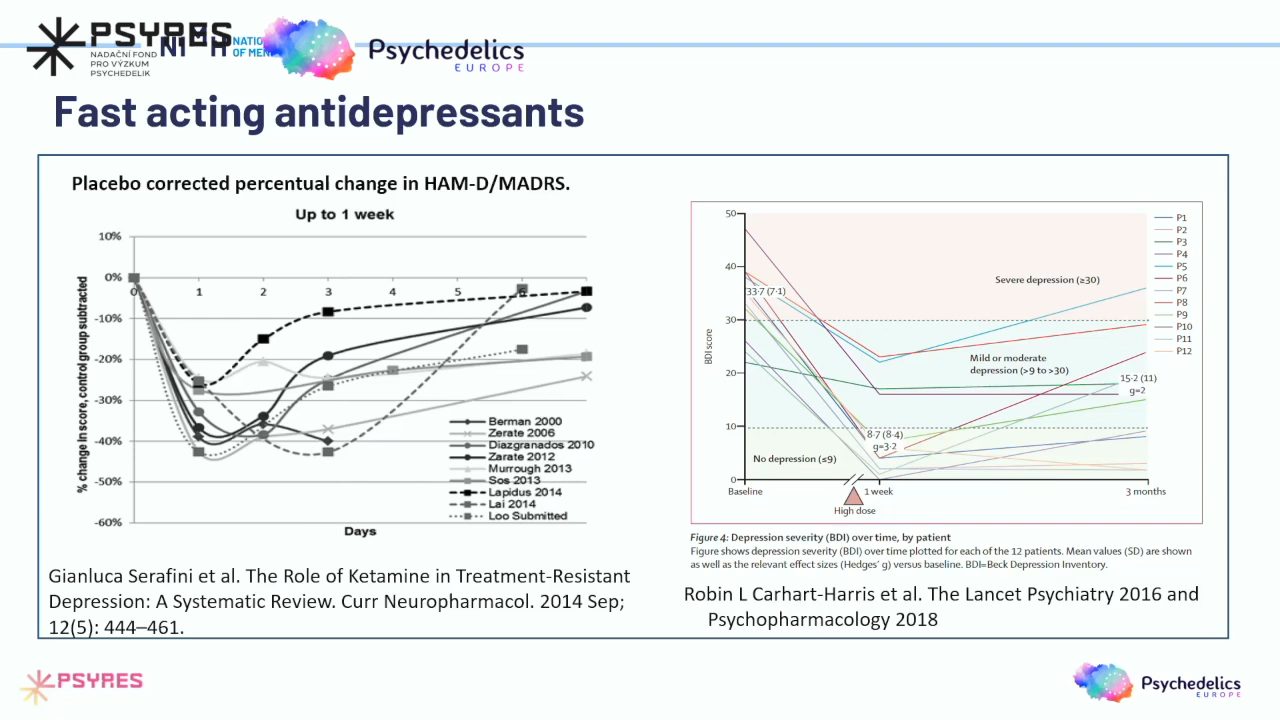 PSYRES
NADAČNÍ FOND
PRO VÝZKUM
PSYCHEDELIK
Psychedelics
EUROPE
Fast acting antidepressants
Placebo corrected percentual change in HAM-D/MADRS.
Up to 1 week
% change in score, control group subtracted
10%
0%
-10%
-20%
-30%
-40%
-50%
-60%
0 1 2 3 4 5 6
Days
Berman 2000
Zerate 2006
Diazgranados 2010
Zarate 2012
Murrough 2013
Sos 2013
Lapidus 2014
Lai 2014
Loo Submitted
Gianluca Serafini et al. The Role of Ketamine in Treatment-Resistant
Depression: A Systematic Review. Curr Neuropharmacol. 2014 Sep;
12(5): 444–461.
BDI score
50
40
30
20
10
0
33·7 (7·1)
Severe depression (≥30)
Mild or moderate
depression (>9 to >30)
15·2 (11)
g=2
8·7 (8·4)
g=3·2
No depression (≤9)
Baseline
1 week
3 months
High dose
P1
P2
P3
P4
P5
P6
P7
P8
P9
P10
P11
P12
Figure 4: Depression severity (BDI) over time, by patient
Figure shows depression severity (BDI) over time plotted for each of the 12 patients. Mean values (SD) are shown
as well as the relevant effect sizes (Hedges’ g) versus baseline. BDI=Beck Depression Inventory.
Robin L Carhart-Harris et al. The Lancet Psychiatry 2016 and
Psychopharmacology 2018
PSYRES
Psychedelics
EUROPE